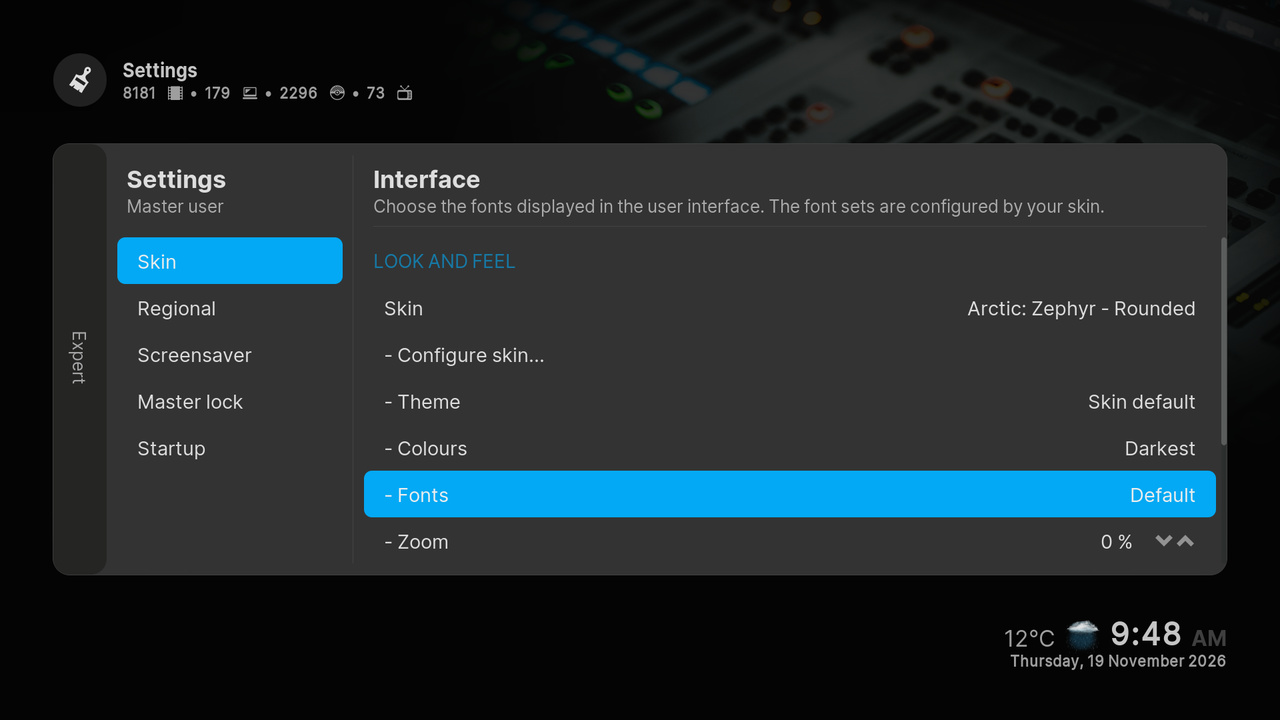 Settings
8181 • 179 • 2296 • 73
Settings
Master user
Skin
Regional
Screensaver
Master lock
Startup
Expert
Interface
Choose the fonts displayed in the user interface. The font sets are configured by your skin.
LOOK AND FEEL
Skin Arctic: Zephyr - Rounded
- Configure skin...
- Theme Skin default
- Colours Darkest
- Fonts Default
- Zoom 0 %
12°C 9:48 AM
Thursday, 19 November 2026